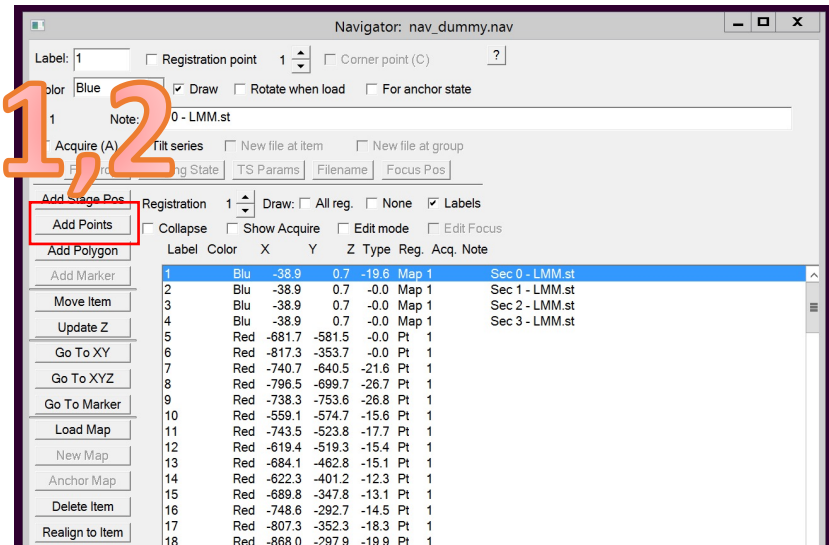 Navigator: nav_dummy.nav
Label: 1 Registration point 1 Corner point (C) ?
Blue Draw Rotate when load For anchor state
1 Note: 0 - LMM.st
Acquire (A) Tilt series New file at item New file at group
State TS Params Filename Focus Pos
1,2
Add Stage Pos Registration 1 Draw: All reg. None Labels
Add Points Collapse Show Acquire Edit mode Edit Focus
Add Polygon Label Color X Y Z Type Reg. Acq. Note
Add Marker 1 Blu -38.9 0.7 -19.6 Map 1 Sec 0 - LMM.st
2 Blu -38.9 0.7 -0.0 Map 1 Sec 1 - LMM.st
Move Item 3 Blu -38.9 0.7 -0.0 Map 1 Sec 2 - LMM.st
Update Z 4 Blu -38.9 0.7 -0.0 Map 1 Sec 3 - LMM.st
5 Red -681.7 -581.5 -0.0 Pt 1
Go To XY 6 Red -817.3 -353.7 -0.0 Pt 1
7 Red -740.7 -640.5 -21.6 Pt 1
Go To XYZ 8 Red -796.5 -699.7 -26.7 Pt 1
Go To Marker 9 Red -738.3 -753.6 -26.8 Pt 1
10 Red -559.1 -574.7 -15.6 Pt 1
Load Map 11 Red -743.5 -523.8 -17.7 Pt 1
New Map 12 Red -619.4 -519.3 -15.4 Pt 1
13 Red -684.1 -462.8 -15.1 Pt 1
Anchor Map 14 Red -622.3 -401.2 -12.3 Pt 1
15 Red -689.8 -347.8 -13.1 Pt 1
Delete Item 16 Red -748.6 -292.7 -14.5 Pt 1
Realign to Item 17 Red -807.3 -352.3 -18.3 Pt 1
18 Red -868.0 -297.9 -19.9 Pt 1